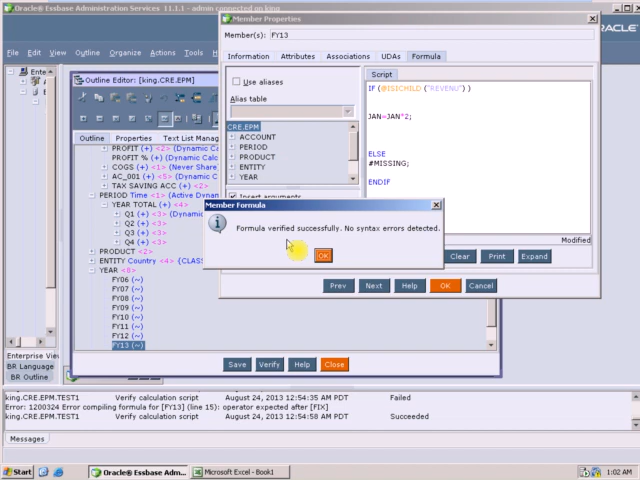 Oracle® Essbase Administration Services 11.1.1 - admin connected on king
Member Properties
ORACLE
Member(s): FY13
File Edit View Outline Organize Actions Tools
Information Attributes Associations UDAs Formula
Script
Use aliases
Alias table
IF(@ISICHILD("REVENU"))
JAN=JAN*2;
ELSE
#MISSING;
ENDIF
CRE.EPM
ACCOUNT
PERIOD
PRODUCT
ENTITY
YEAR
Insert arguments
Outline Editor: [king.CRE.EPM]
Outline Properties Text List Manag
PROFIT (+) <2> (Dynamic Ca
PROFIT % (+) (Dynamic Calc
COGS (+) <1> (Never Share)
AC_001 (+) <5> (Dynamic Ca
TAX SAVING ACC (+) <2>
PERIOD Time <1> (Active Dynam
YEAR TOTAL (+) <4>
Q1 (+) <3> (Dynamic
Q2 (+) <3>
Q3 (+) <3>
Q4 (+) <3>
PRODUCT <2>
ENTITY Country <4> {CLASS
YEAR <8>
FY06 (~)
FY07 (~)
FY08 (~)
FY09 (~)
FY10 (~)
FY11 (~)
FY12 (~)
FY13 (~)
Member Formula
Formula verified successfully. No syntax errors detected.
OK
Modified
Clear Print Expand
Prev Next Help OK Cancel
Save Verify Help Close
Enterprise View
BR Language
BR Outline
king.CRE.EPM.TEST1 Verify calculation script August 24, 2013 12:54:35 AM PDT Failed
Error: 1200324 Error compiling formula for [FY13] (line 15): operator expected after [FIX]
king.CRE.EPM.TEST1 Verify calculation script August 24, 2013 12:54:58 AM PDT Succeeded
Messages
Start Oracle® Essbase Adm... Microsoft Excel - Book1 1:02 AM